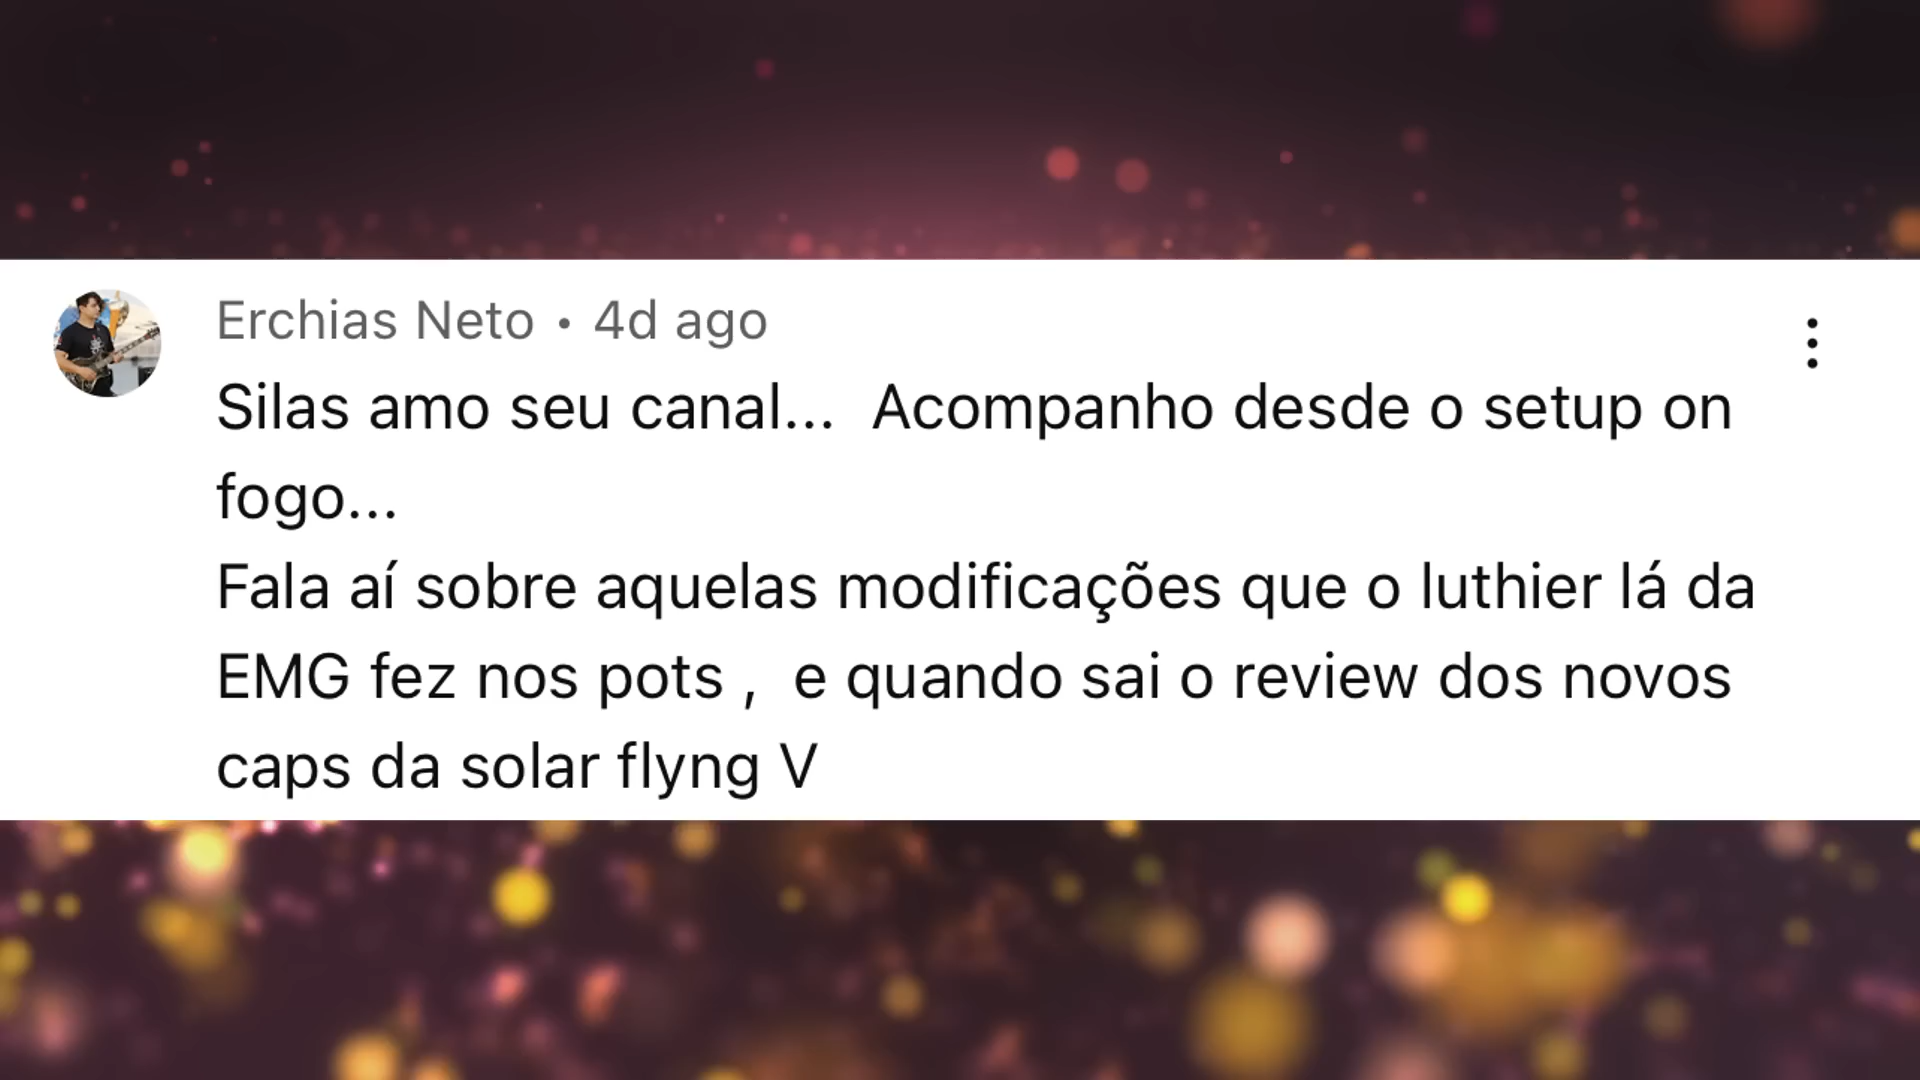 Erchias Neto • 4d ago
Silas amo seu canal...  Acompanho desde o setup on
fogo...
Fala aí sobre aquelas modificações que o luthier lá da
EMG fez nos pots ,  e quando sai o review dos novos
caps da solar flyng V